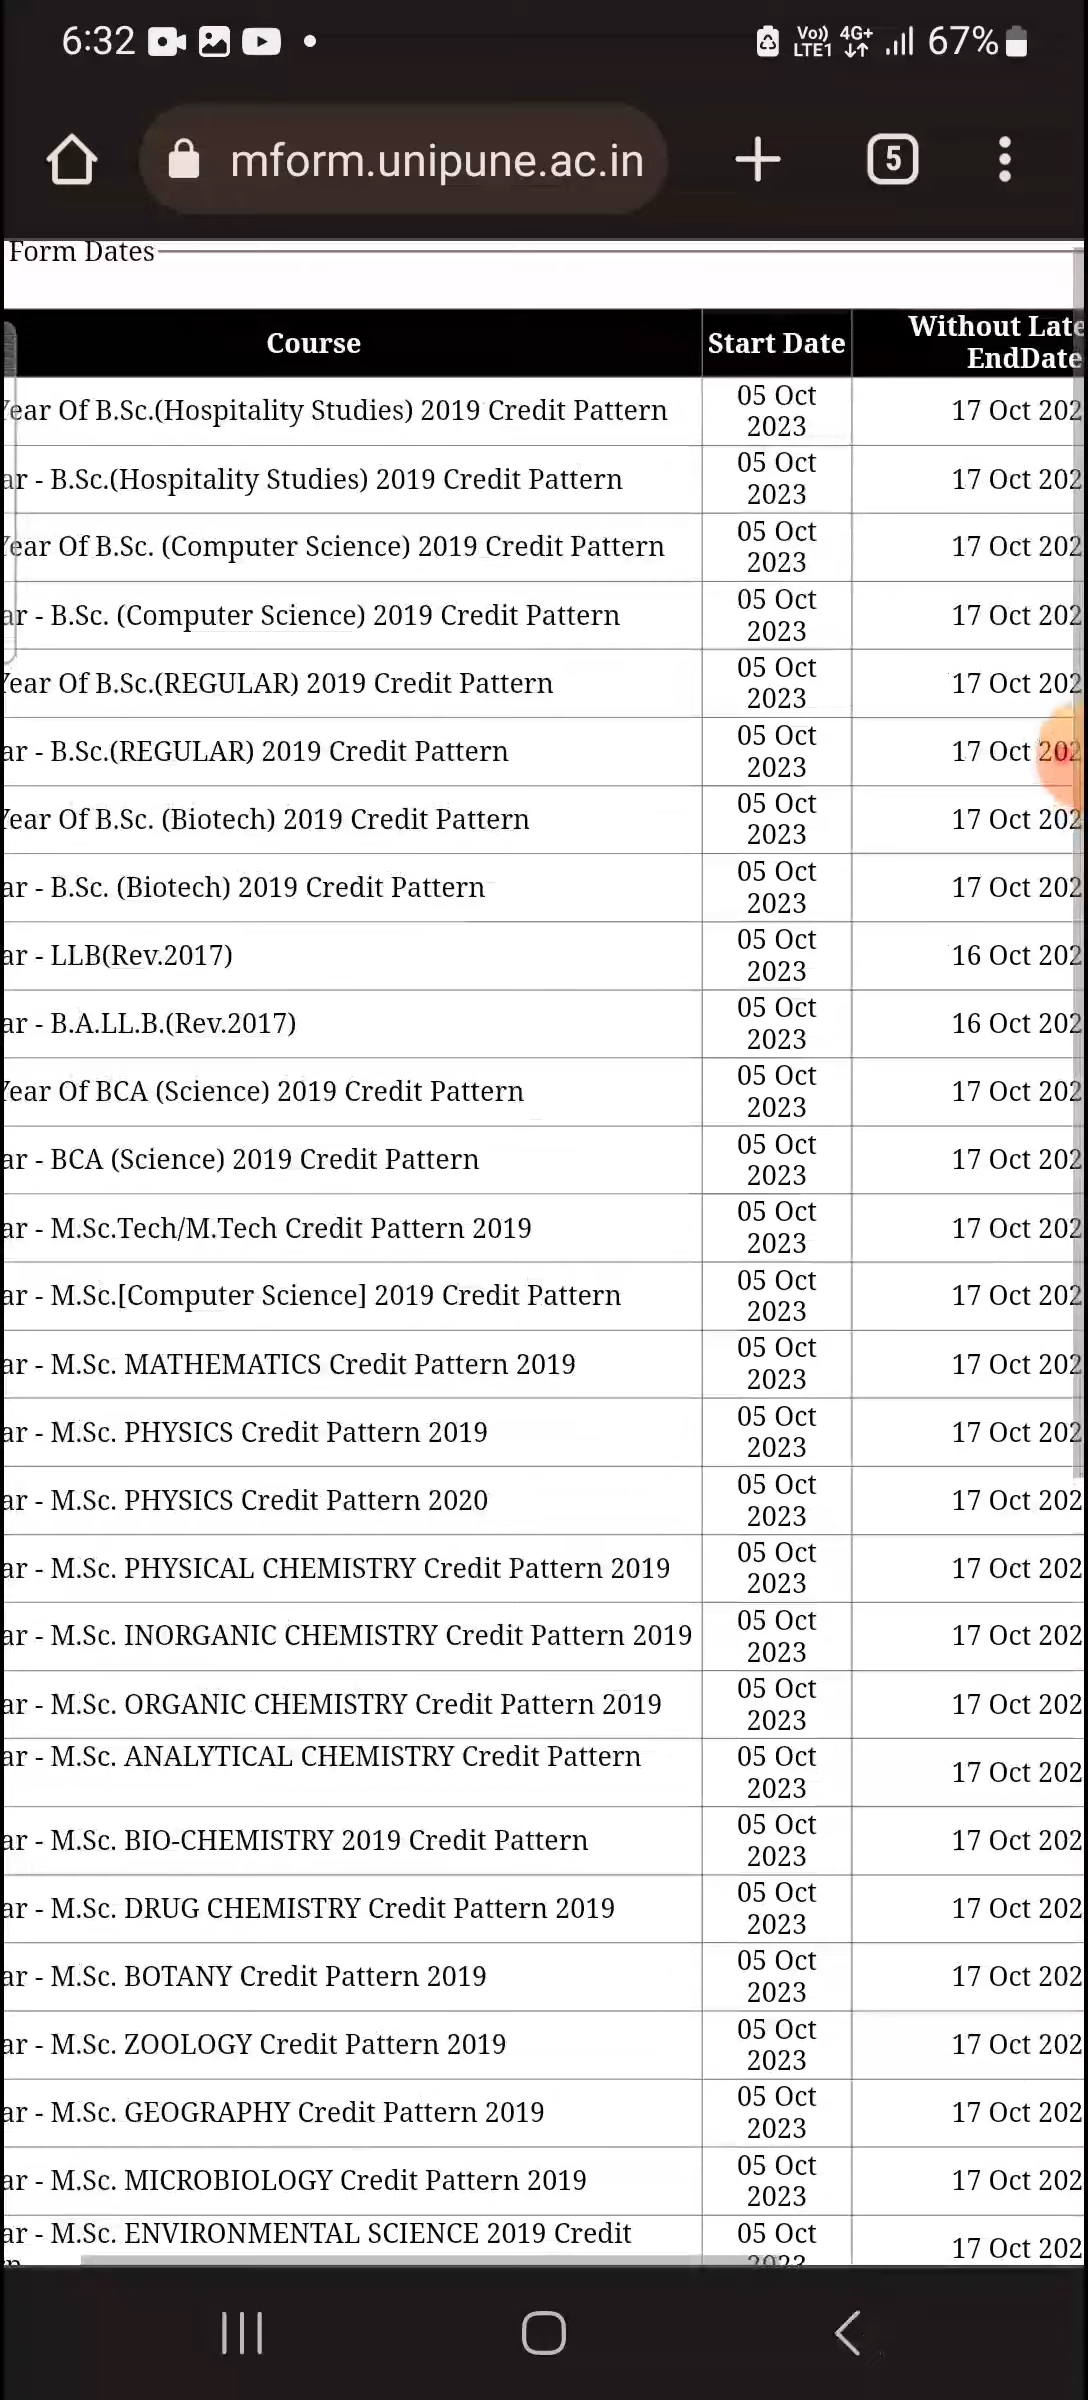 6:32 Vo)) LTE1 4G+ 67%
mform.unipune.ac.in 5
Form Dates
Course Start Date Without Late EndDate
Year Of B.Sc.(Hospitality Studies) 2019 Credit Pattern 05 Oct 2023 17 Oct 202
ar - B.Sc.(Hospitality Studies) 2019 Credit Pattern 05 Oct 2023 17 Oct 202
Year Of B.Sc. (Computer Science) 2019 Credit Pattern 05 Oct 2023 17 Oct 202
ar - B.Sc. (Computer Science) 2019 Credit Pattern 05 Oct 2023 17 Oct 202
Year Of B.Sc.(REGULAR) 2019 Credit Pattern 05 Oct 2023 17 Oct 202
ar - B.Sc.(REGULAR) 2019 Credit Pattern 05 Oct 2023 17 Oct 202
Year Of B.Sc. (Biotech) 2019 Credit Pattern 05 Oct 2023 17 Oct 202
ar - B.Sc. (Biotech) 2019 Credit Pattern 05 Oct 2023 17 Oct 202
ar - LLB(Rev.2017) 05 Oct 2023 16 Oct 202
ar - B.A.LL.B.(Rev.2017) 05 Oct 2023 16 Oct 202
Year Of BCA (Science) 2019 Credit Pattern 05 Oct 2023 17 Oct 202
ar - BCA (Science) 2019 Credit Pattern 05 Oct 2023 17 Oct 202
ar - M.Sc.Tech/M.Tech Credit Pattern 2019 05 Oct 2023 17 Oct 202
ar - M.Sc.[Computer Science] 2019 Credit Pattern 05 Oct 2023 17 Oct 202
ar - M.Sc. MATHEMATICS Credit Pattern 2019 05 Oct 2023 17 Oct 202
ar - M.Sc. PHYSICS Credit Pattern 2019 05 Oct 2023 17 Oct 202
ar - M.Sc. PHYSICS Credit Pattern 2020 05 Oct 2023 17 Oct 202
ar - M.Sc. PHYSICAL CHEMISTRY Credit Pattern 2019 05 Oct 2023 17 Oct 202
ar - M.Sc. INORGANIC CHEMISTRY Credit Pattern 2019 05 Oct 2023 17 Oct 202
ar - M.Sc. ORGANIC CHEMISTRY Credit Pattern 2019 05 Oct 2023 17 Oct 202
ar - M.Sc. ANALYTICAL CHEMISTRY Credit Pattern 05 Oct 2023 17 Oct 202
ar - M.Sc. BIO-CHEMISTRY 2019 Credit Pattern 05 Oct 2023 17 Oct 202
ar - M.Sc. DRUG CHEMISTRY Credit Pattern 2019 05 Oct 2023 17 Oct 202
ar - M.Sc. BOTANY Credit Pattern 2019 05 Oct 2023 17 Oct 202
ar - M.Sc. ZOOLOGY Credit Pattern 2019 05 Oct 2023 17 Oct 202
ar - M.Sc. GEOGRAPHY Credit Pattern 2019 05 Oct 2023 17 Oct 202
ar - M.Sc. MICROBIOLOGY Credit Pattern 2019 05 Oct 2023 17 Oct 202
ar - M.Sc. ENVIRONMENTAL SCIENCE 2019 Credit 05 Oct 2023 17 Oct 202